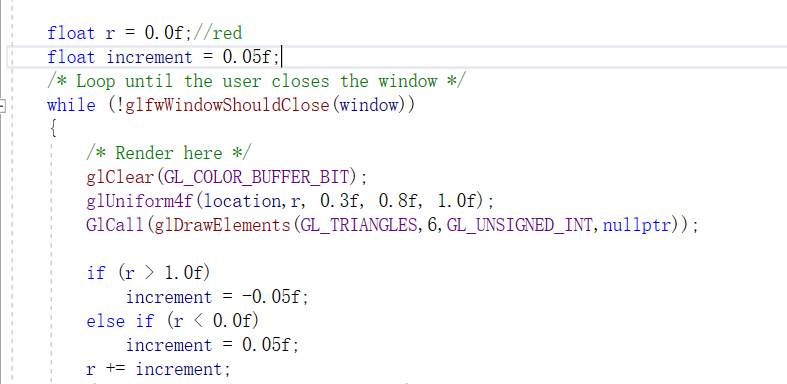 float r = 0.0f;//red
float increment = 0.05f;
/* Loop until the user closes the window */
while (!glfwWindowShouldClose(window))
{
/* Render here */
glClear(GL_COLOR_BUFFER_BIT);
glUniform4f(location,r, 0.3f, 0.8f, 1.0f);
GlCall(glDrawElements(GL_TRIANGLES,6,GL_UNSIGNED_INT,nullptr));
if (r > 1.0f)
increment = -0.05f;
else if (r < 0.0f)
increment = 0.05f;
r += increment;